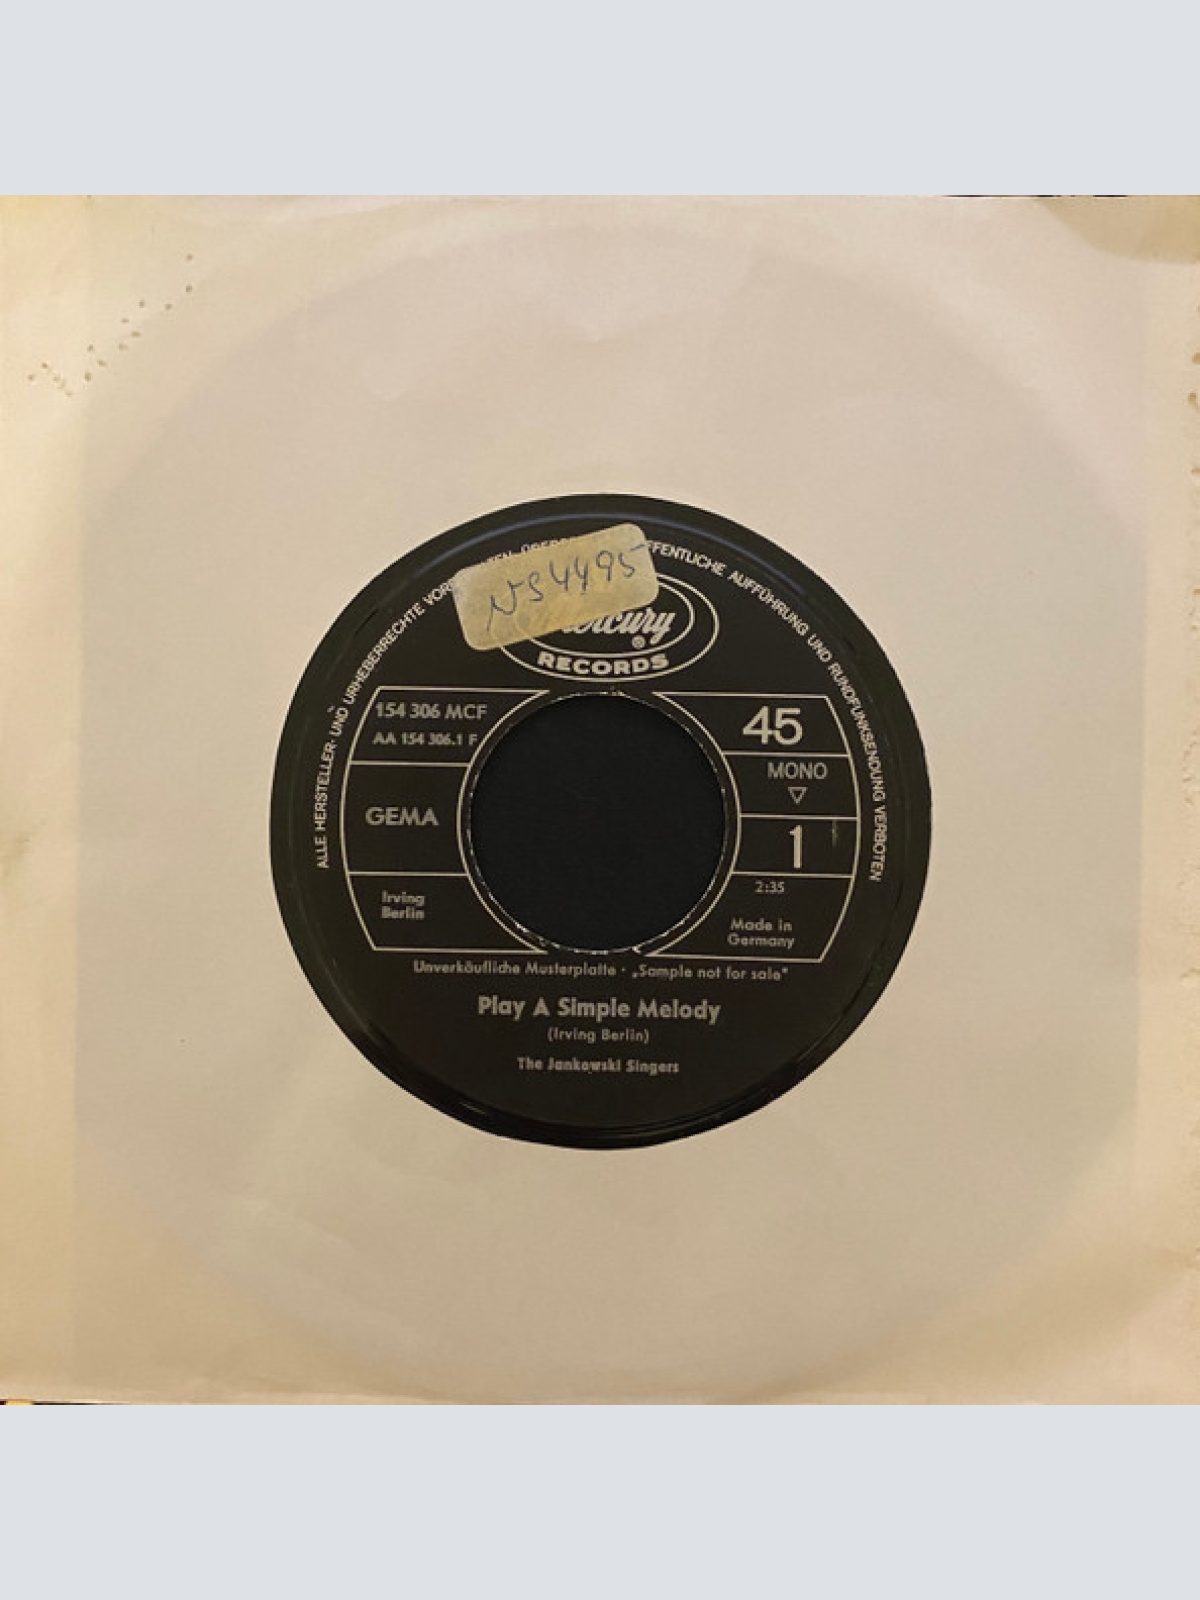 ALLE HERSTELLER- UND URHEBERRECHTE FFENTLICHE AUFFÜHRUNG UND RUNDFUNKSENDUNG VERBOTEN
NS4495
ercury
®
RECORDS
154 306 MCF
AA 154 306.1 F
GEMA
Irving
Berlin
45
MONO
▽
1
2:35
Made in
Germany
Unverkäufliche Musterplatte · „Sample not for sale"
Play A Simple Melody
(Irving Berlin)
The Jankowski Singers